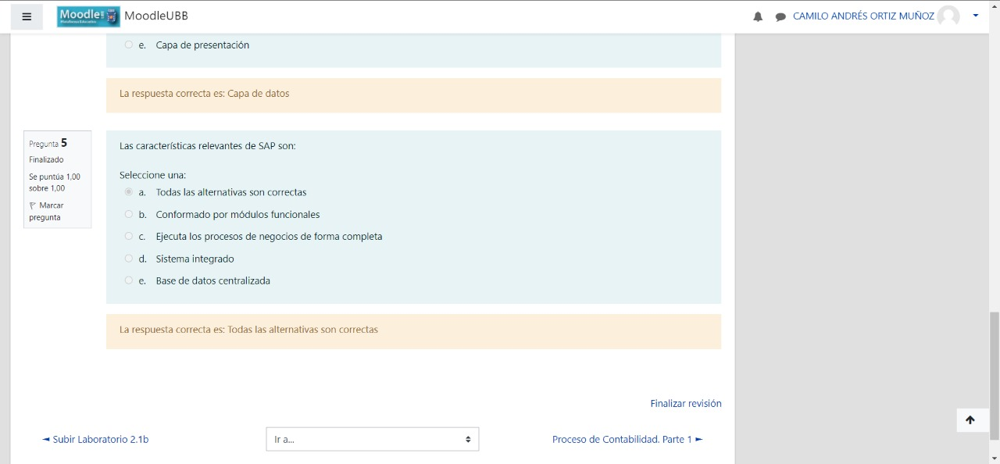 Moodle
MoodleUBB
CAMILO ANDRÉS ORTIZ MUÑOZ
e. Capa de presentación
La respuesta correcta es: Capa de datos
Pregunta 5
Finalizado
Se puntúa 1,00
sobre 1,00
Marcar
pregunta
Las características relevantes de SAP son:
Seleccione una:
a. Todas las alternativas son correctas
b. Conformado por módulos funcionales
c. Ejecuta los procesos de negocios de forma completa
d. Sistema integrado
e. Base de datos centralizada
La respuesta correcta es: Todas las alternativas son correctas
Finalizar revisión
◄ Subir Laboratorio 2.1b
Ir a...
Proceso de Contabilidad. Parte 1 ►